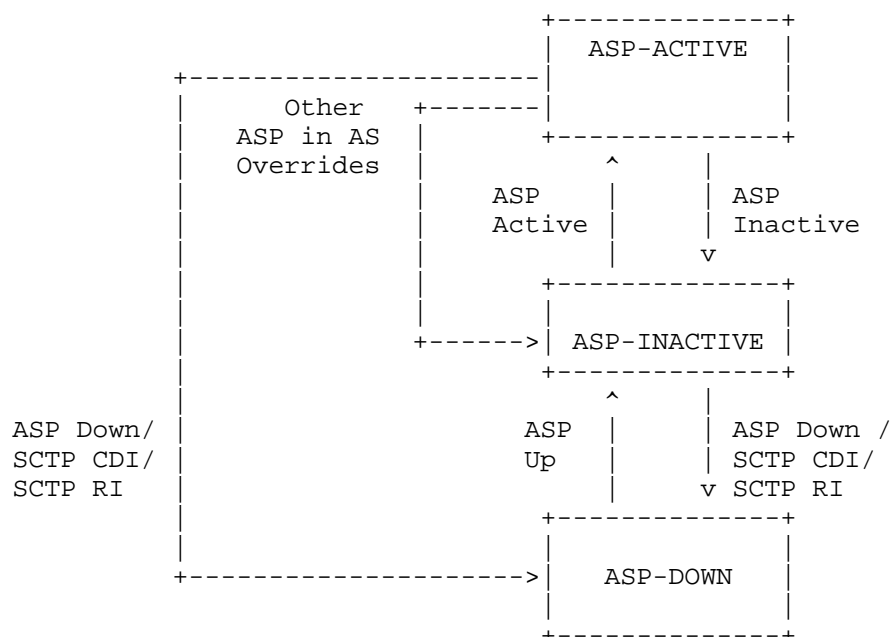 ASP-ACTIVE
Other
ASP in AS
Overrides
ASP ASP
Active Inactive
ASP-INACTIVE
ASP Down/ ASP ASP Down /
SCTP CDI/ Up SCTP CDI/
SCTP RI SCTP RI
ASP-DOWN